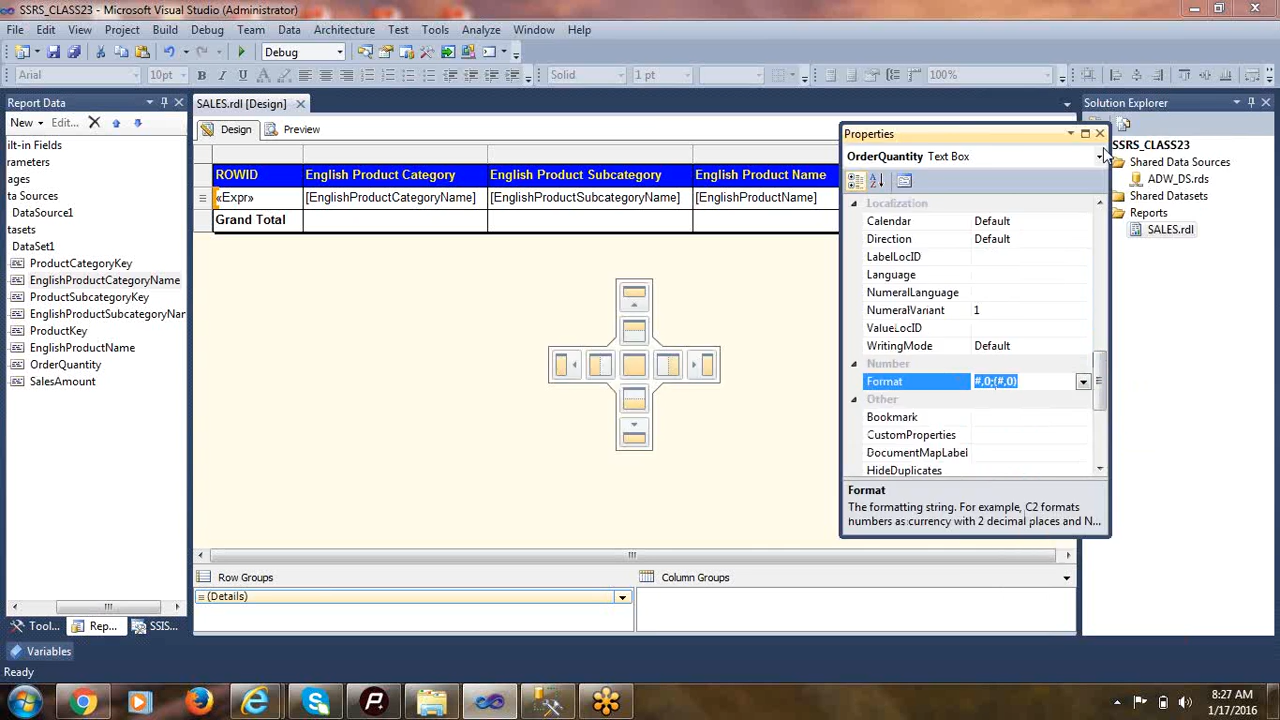 SSRS_CLASS23 - Microsoft Visual Studio (Administrator)
File Edit View Project Build Debug Team Data Architecture Test Tools Analyze Window Help
Debug
Arial 10pt B I U A Solid 1 pt 100%
Report Data
New Edit...
ilt-in Fields
rameters
ages
ta Sources
DataSource1
tasets
DataSet1
ProductCategoryKey
EnglishProductCategoryName
ProductSubcategoryKey
EnglishProductSubcategoryNar
ProductKey
EnglishProductName
OrderQuantity
SalesAmount
Tool... Rep... SSIS...
Variables
Ready
SALES.rdl [Design]
Design Preview
ROWID English Product Category English Product Subcategory English Product Name
«Expr» [EnglishProductCategoryName] [EnglishProductSubcategoryName] [EnglishProductName]
Grand Total
Row Groups Column Groups
(Details)
Properties
OrderQuantity Text Box
Localization
Calendar Default
Direction Default
LabelLocID
Language
NumeralLanguage
NumeralVariant 1
ValueLocID
WritingMode Default
Number
Format #,0;(#,0)
Other
Bookmark
CustomProperties
DocumentMapLabel
HideDuplicates
Format
The formatting string. For example, C2 formats
numbers as currency with 2 decimal places and N...
Solution Explorer
SSRS_CLASS23
Shared Data Sources
ADW_DS.rds
Shared Datasets
Reports
SALES.rdl
8:27 AM
1/17/2016